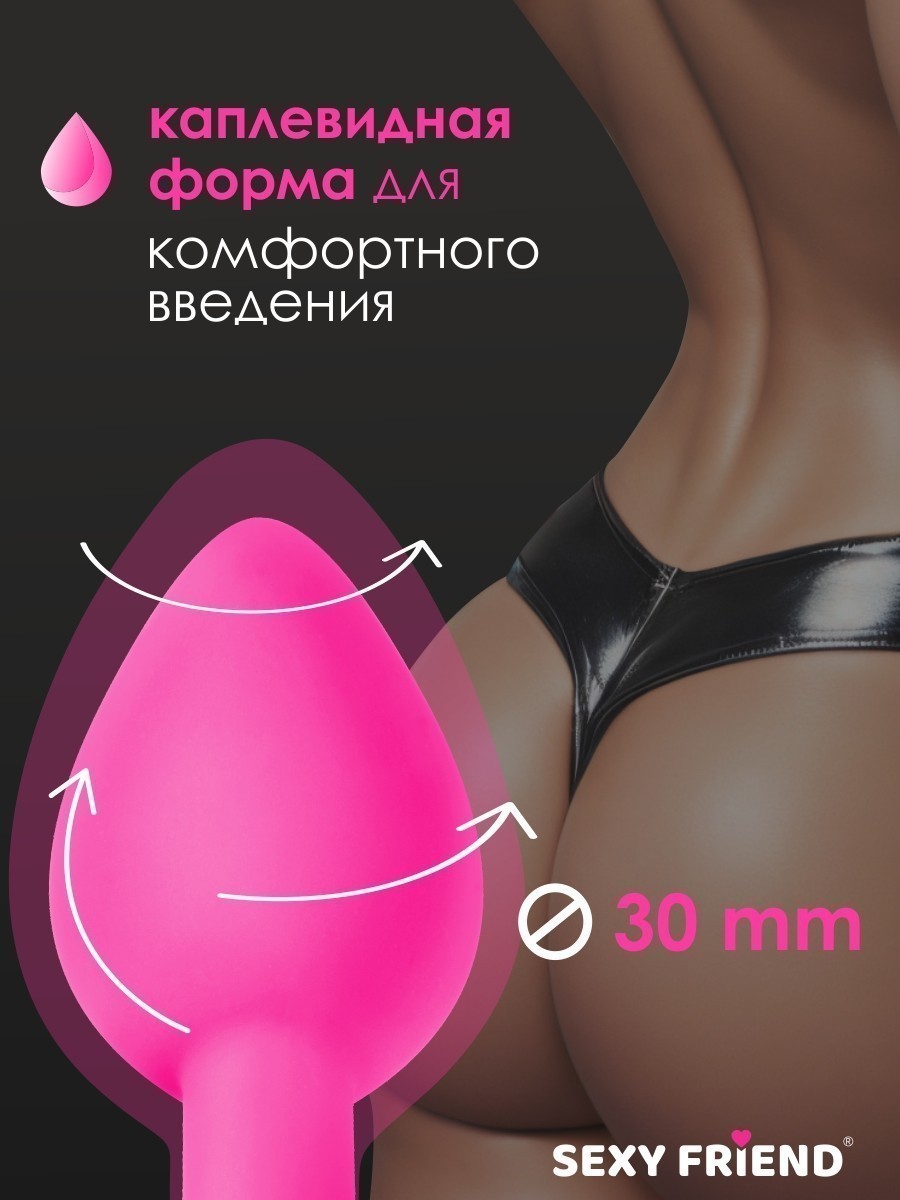 каплевидная
форма для
комфортного
введения
30 mm
SEXY FRIEND®